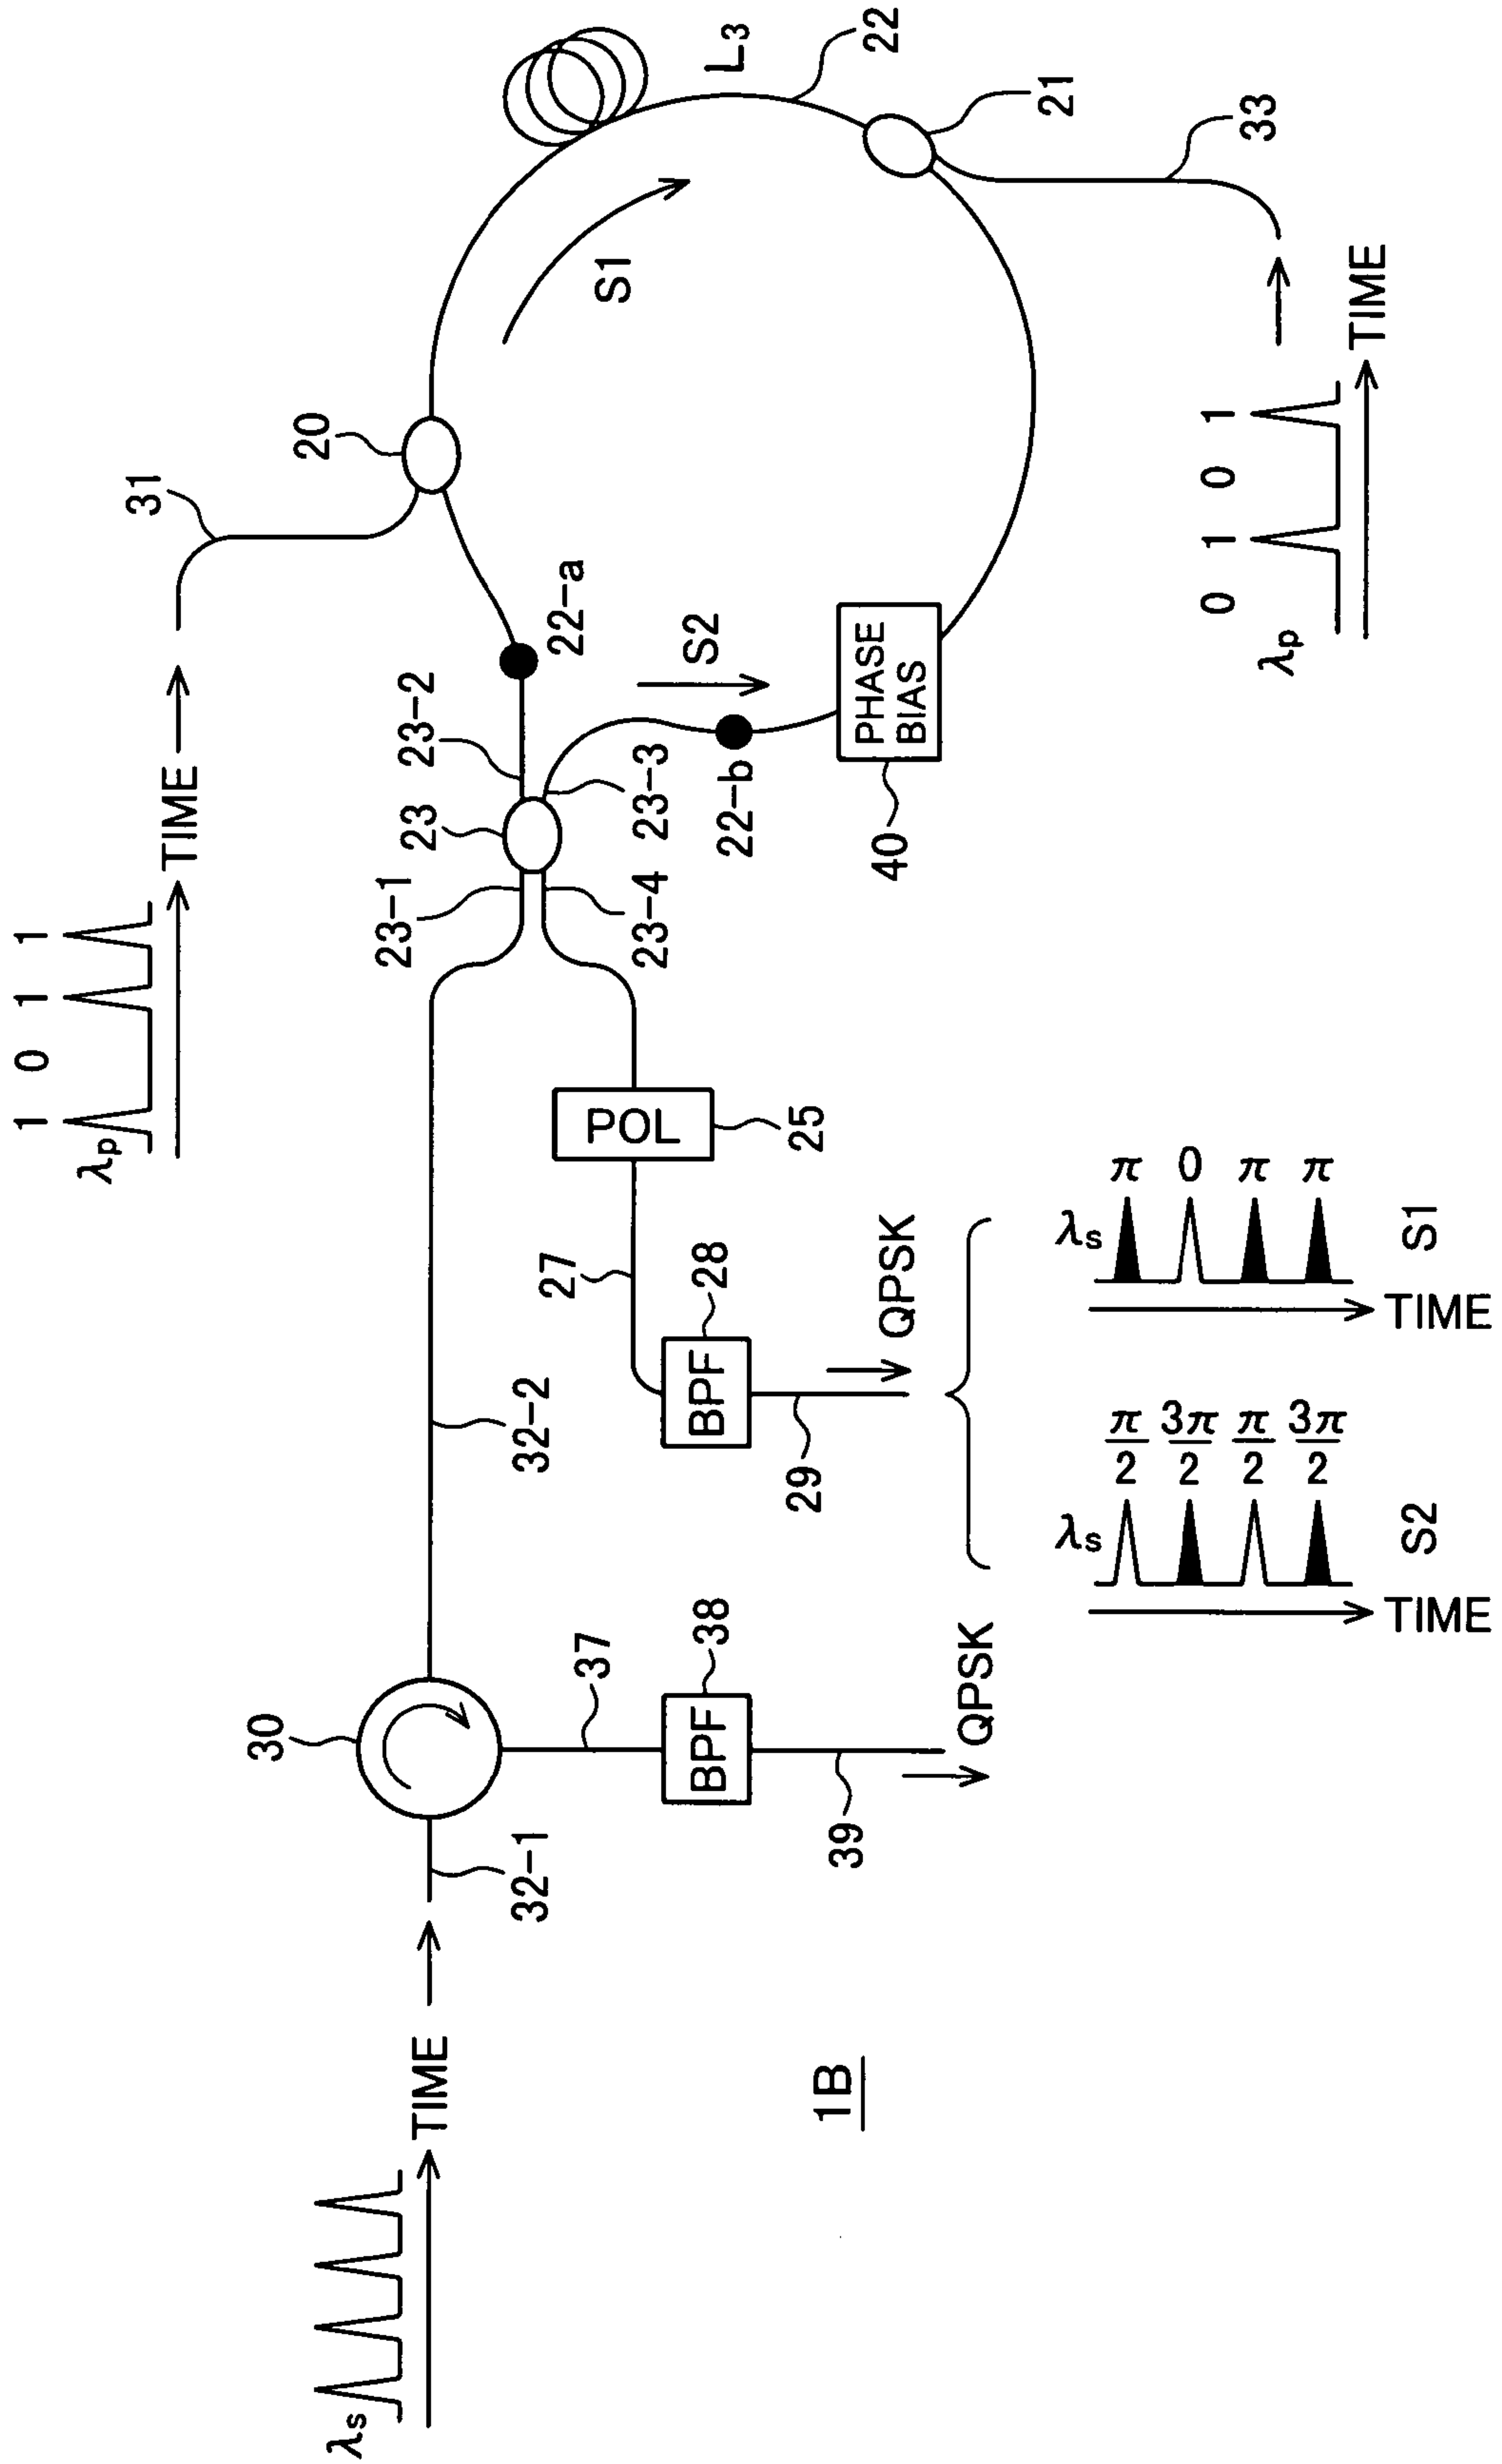 1 0 1 1
λp
TIME
31
20
L3
22
S1
21
33
λs
TIME
32-1
30
32-2
23-1
23
23-2
22-a
23-4
23-3
S2
22-b
PHASE
BIAS
40
POL
25
27
BPF
28
29
QPSK
37
BPF
38
39
QPSK
0 1 0 1
λp
TIME
1B
λs
π/2 3π/2 π/2 3π/2
TIME
S2
λs
π 0 π π
TIME
S1